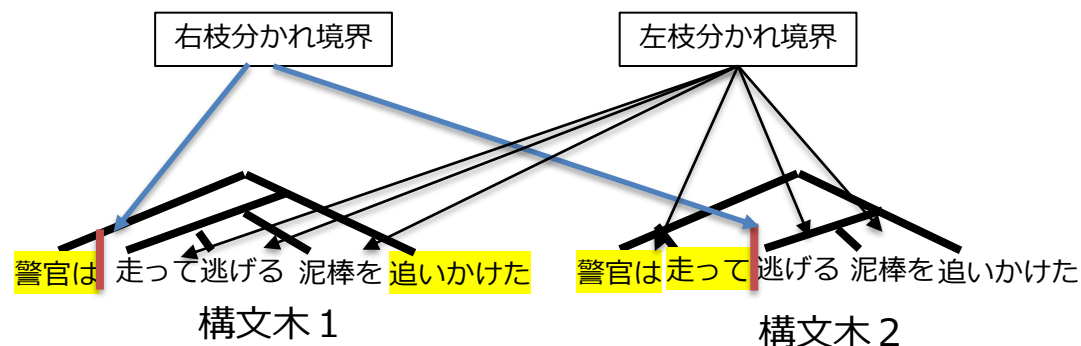 右枝分かれ境界
左枝分かれ境界
警官は 走って逃げる 泥棒を 追いかけた
警官は 走って 逃げる 泥棒を 追いかけた
構文木1
構文木2